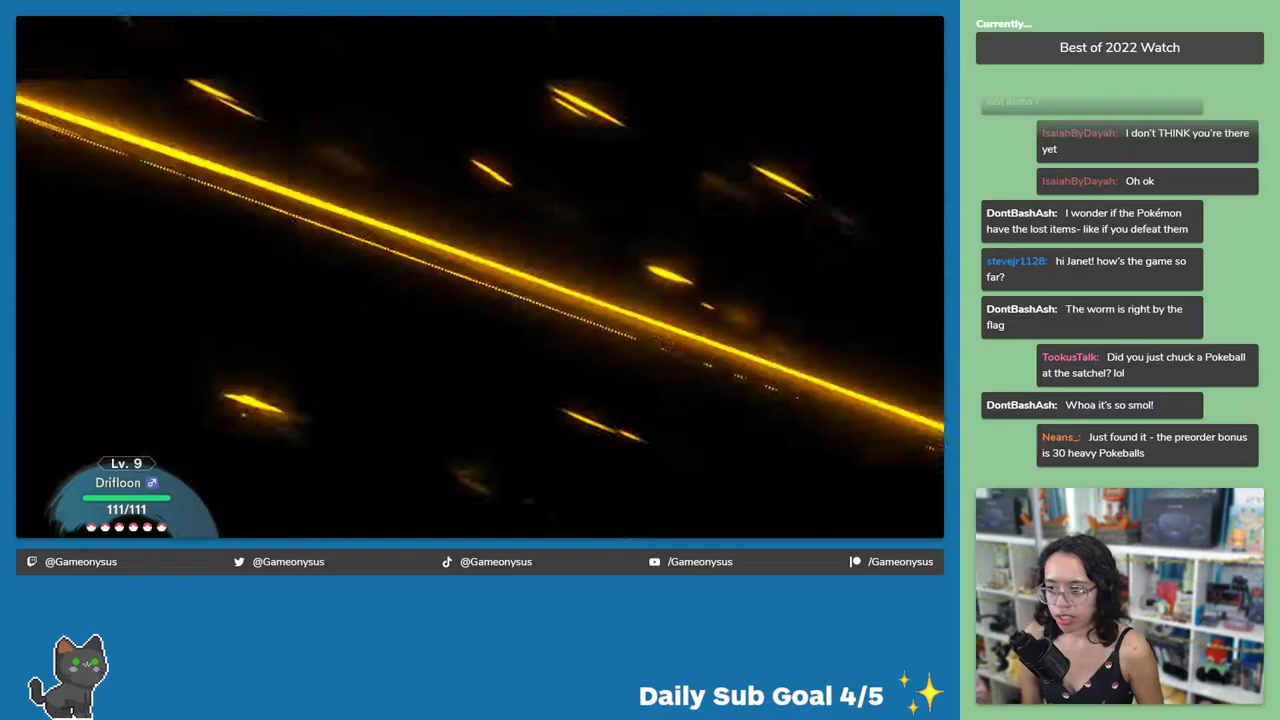 Currently...
Best of 2022 Watch
lost items ?
IsaiahByDayah: I don't THINK you're there
yet
IsaiahByDayah: Oh ok
DontBashAsh: I wonder if the Pokémon
have the lost items- like if you defeat them
stevejr1128: hi Janet! how's the game so
far?
DontBashAsh: The worm is right by the
flag
TookusTalk: Did you just chuck a Pokeball
at the satchel? lol
DontBashAsh: Whoa it's so smol!
Neans_: Just found it - the preorder bonus
is 30 heavy Pokeballs
Lv. 9
Drifloon ♂
111/111
@Gameonysus @Gameonysus @Gameonysus /Gameonysus /Gameonysus
Daily Sub Goal 4/5